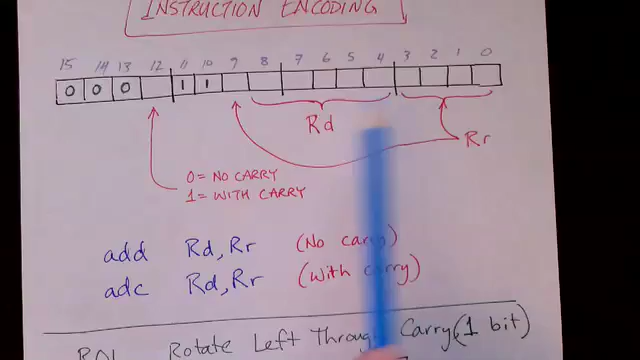 INSTRUCTION ENCODING
15 14 13 12 11 10 9 8 7 6 5 4 3 2 1 0
0 0 0 1 1
Rd
Rr
0 = NO CARRY
1 = WITH CARRY
add Rd, Rr (No carry)
adc Rd, Rr (With carry)
ROL Rotate Left Through Carry (1 bit)